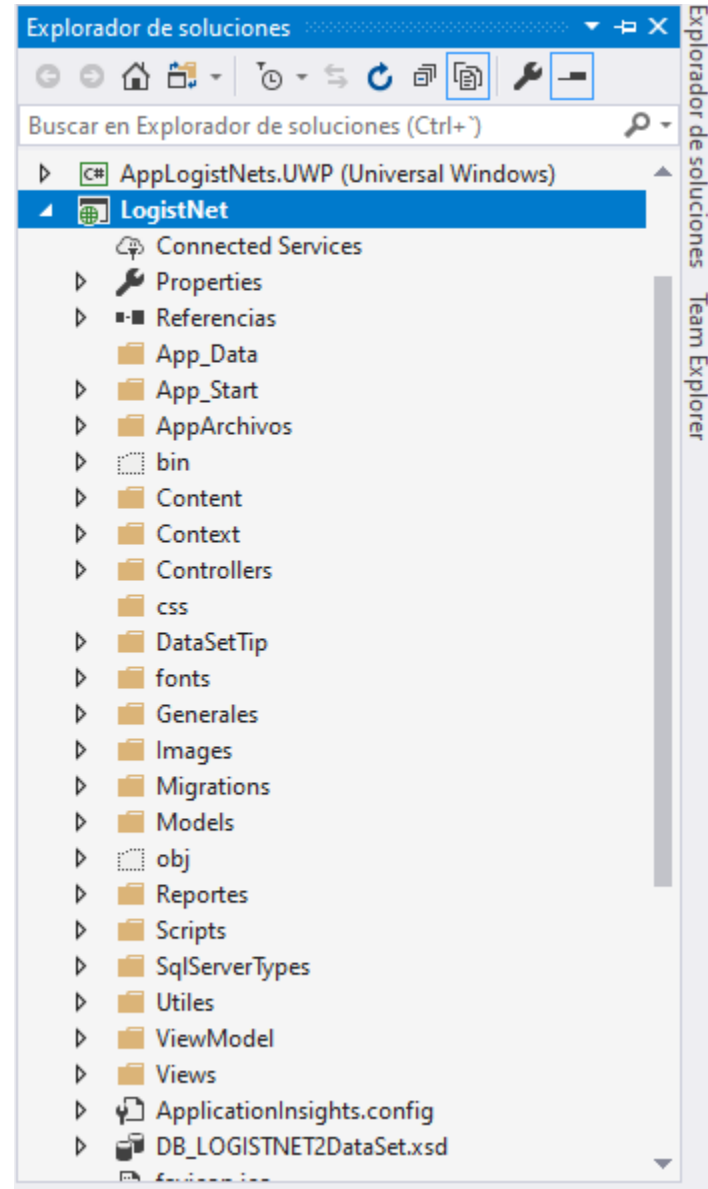 Explorador de soluciones
Buscar en Explorador de soluciones (Ctrl+`)
C# AppLogistNets.UWP (Universal Windows)
LogistNet
Connected Services
Properties
Referencias
App_Data
App_Start
AppArchivos
bin
Content
Context
Controllers
css
DataSetTip
fonts
Generales
Images
Migrations
Models
obj
Reportes
Scripts
SqlServerTypes
Utiles
ViewModel
Views
ApplicationInsights.config
DB_LOGISTNET2DataSet.xsd
Explorador de soluciones
Team Explorer